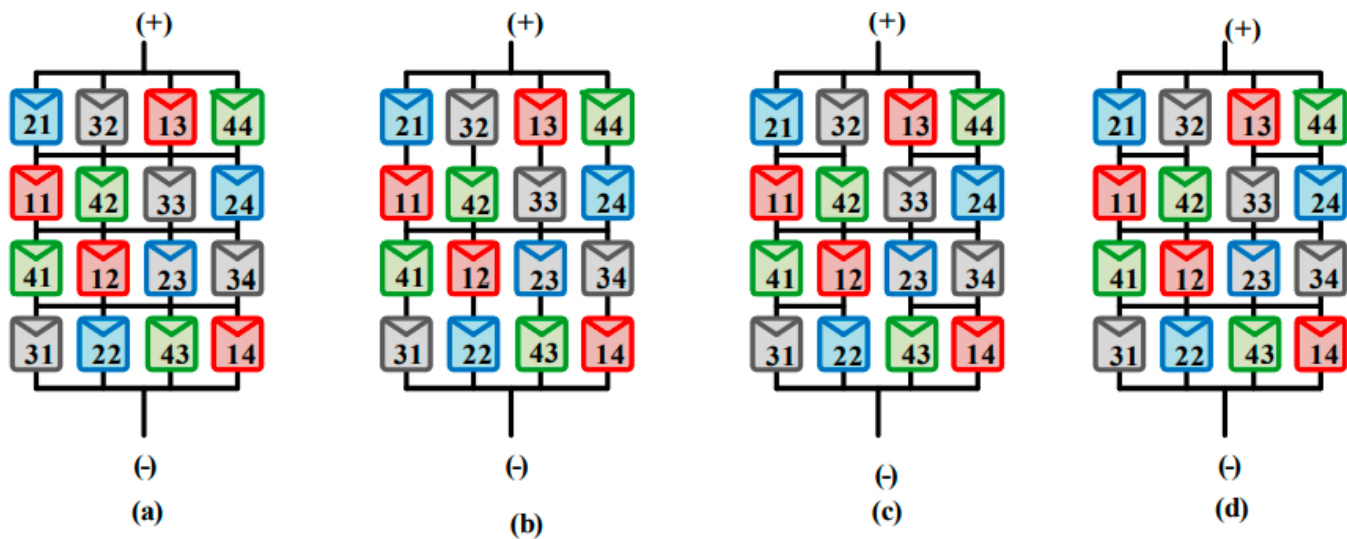 (+) (+) (+) (+)
21 32 13 44 21 32 13 44 21 32 13 44 21 32 13 44
11 42 33 24 11 42 33 24 11 42 33 24 11 42 33 24
41 12 23 34 41 12 23 34 41 12 23 34 41 12 23 34
31 22 43 14 31 22 43 14 31 22 43 14 31 22 43 14
(-) (-) (-) (-)
(a) (b) (c) (d)